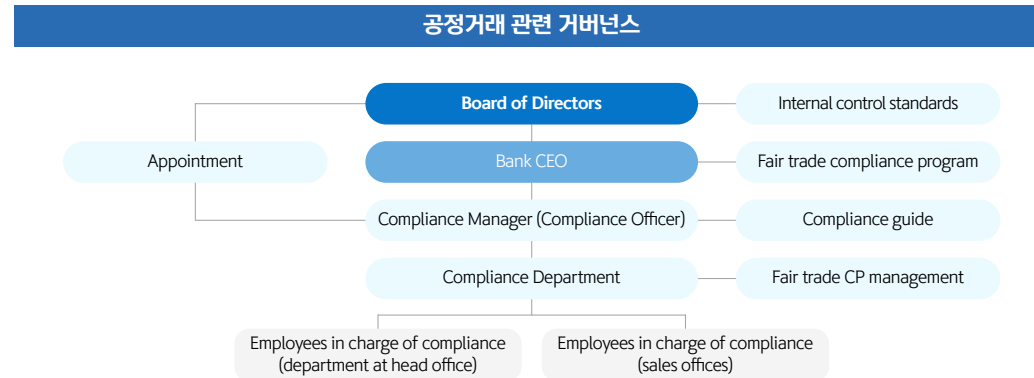 공정거래 관련 거버넌스
Board of Directors
Internal control standards
Appointment
Bank CEO
Fair trade compliance program
Compliance Manager (Compliance Officer)
Compliance guide
Compliance Department
Fair trade CP management
Employees in charge of compliance
(department at head office)
Employees in charge of compliance
(sales offices)